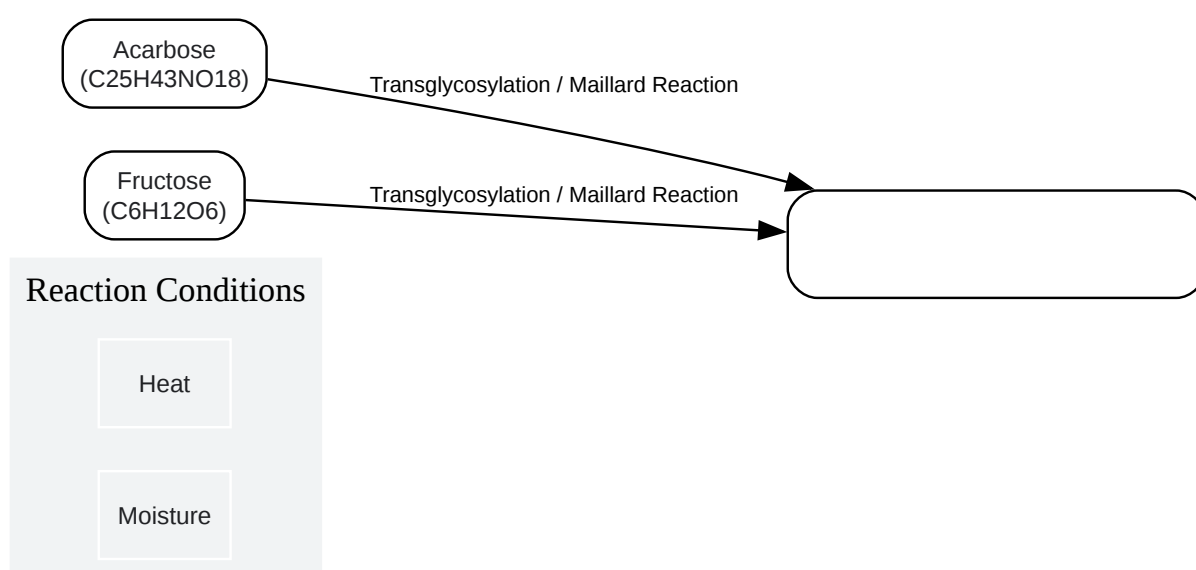 Acarbose
(C25H43NO18)
Transglycosylation / Maillard Reaction
Fructose
(C6H12O6)
Transglycosylation / Maillard Reaction
Reaction Conditions
Heat
Moisture